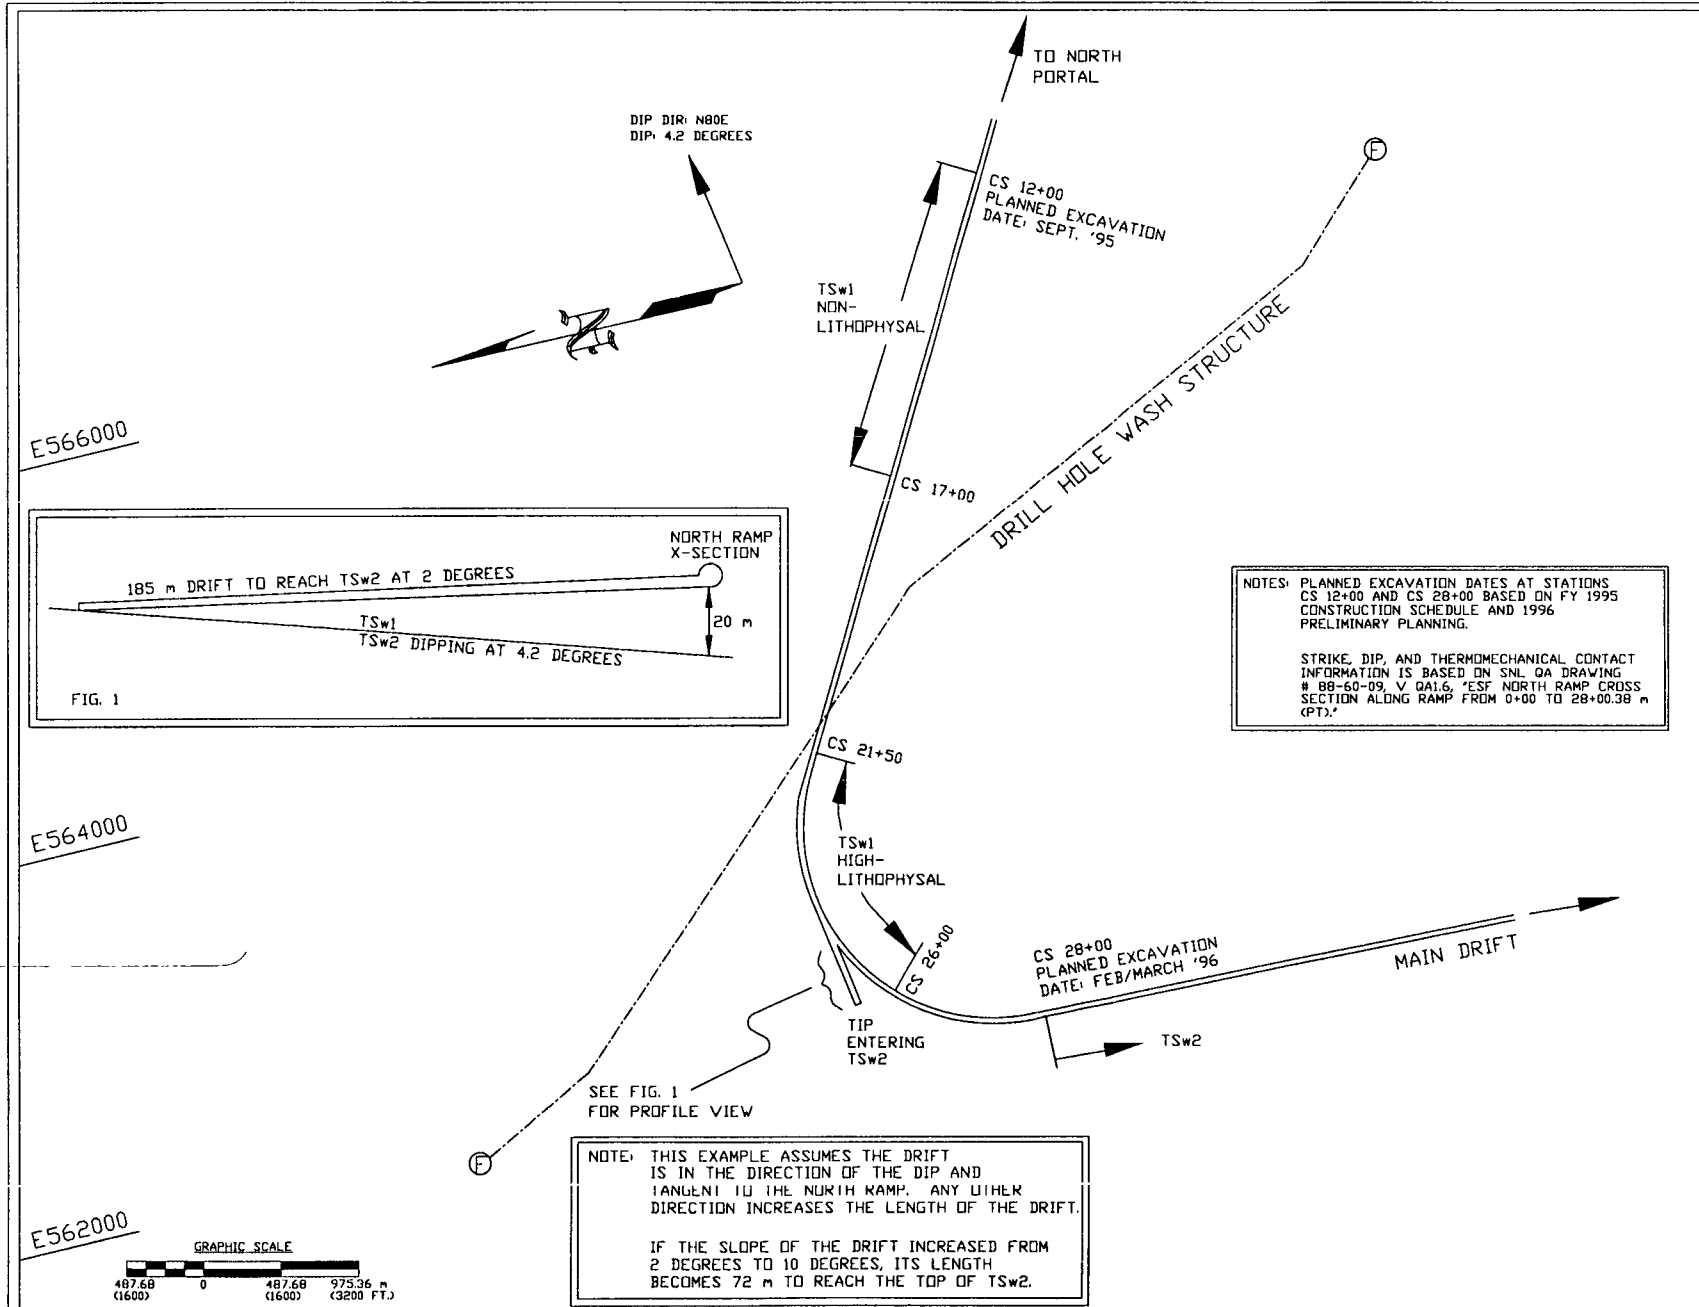 TO NORTH
PORTAL
DIP DIR: N80E
DIP: 4.2 DEGREES
F
CS 12+00
PLANNED EXCAVATION
DATE: SEPT. '95
TSw1
NON-
LITHOPHYSAL
N
DRILL HOLE WASH STRUCTURE
E566000
CS 17+00
NORTH RAMP
X-SECTION
185 m DRIFT TO REACH TSw2 AT 2 DEGREES
20 m
TSw1
TSw2 DIPPING AT 4.2 DEGREES
FIG. 1
NOTES: PLANNED EXCAVATION DATES AT STATIONS
CS 12+00 AND CS 28+00 BASED ON FY 1995
CONSTRUCTION SCHEDULE AND 1996
PRELIMINARY PLANNING.
STRIKE, DIP, AND THERMOMECHANICAL CONTACT
INFORMATION IS BASED ON SNL QA DRAWING
# 88-60-09, V QA1.6, "ESF NORTH RAMP CROSS
SECTION ALONG RAMP FROM 0+00 TO 28+00.38 m
(PT)."
CS 21+50
E564000
TSw1
HIGH-
LITHOPHYSAL
CS 26+00
CS 28+00
PLANNED EXCAVATION
DATE: FEB/MARCH '96
MAIN DRIFT
TIP
ENTERING
TSw2
TSw2
SEE FIG. 1
FOR PROFILE VIEW
F
NOTE: THIS EXAMPLE ASSUMES THE DRIFT
IS IN THE DIRECTION OF THE DIP AND
TANGENT TO THE NORTH RAMP. ANY OTHER
DIRECTION INCREASES THE LENGTH OF THE DRIFT.
IF THE SLOPE OF THE DRIFT INCREASED FROM
2 DEGREES TO 10 DEGREES, ITS LENGTH
BECOMES 72 m TO REACH THE TOP OF TSw2.
E562000
GRAPHIC SCALE
487.68 0 487.68 975.36 m
(1600) (1600) (3200 FT.)